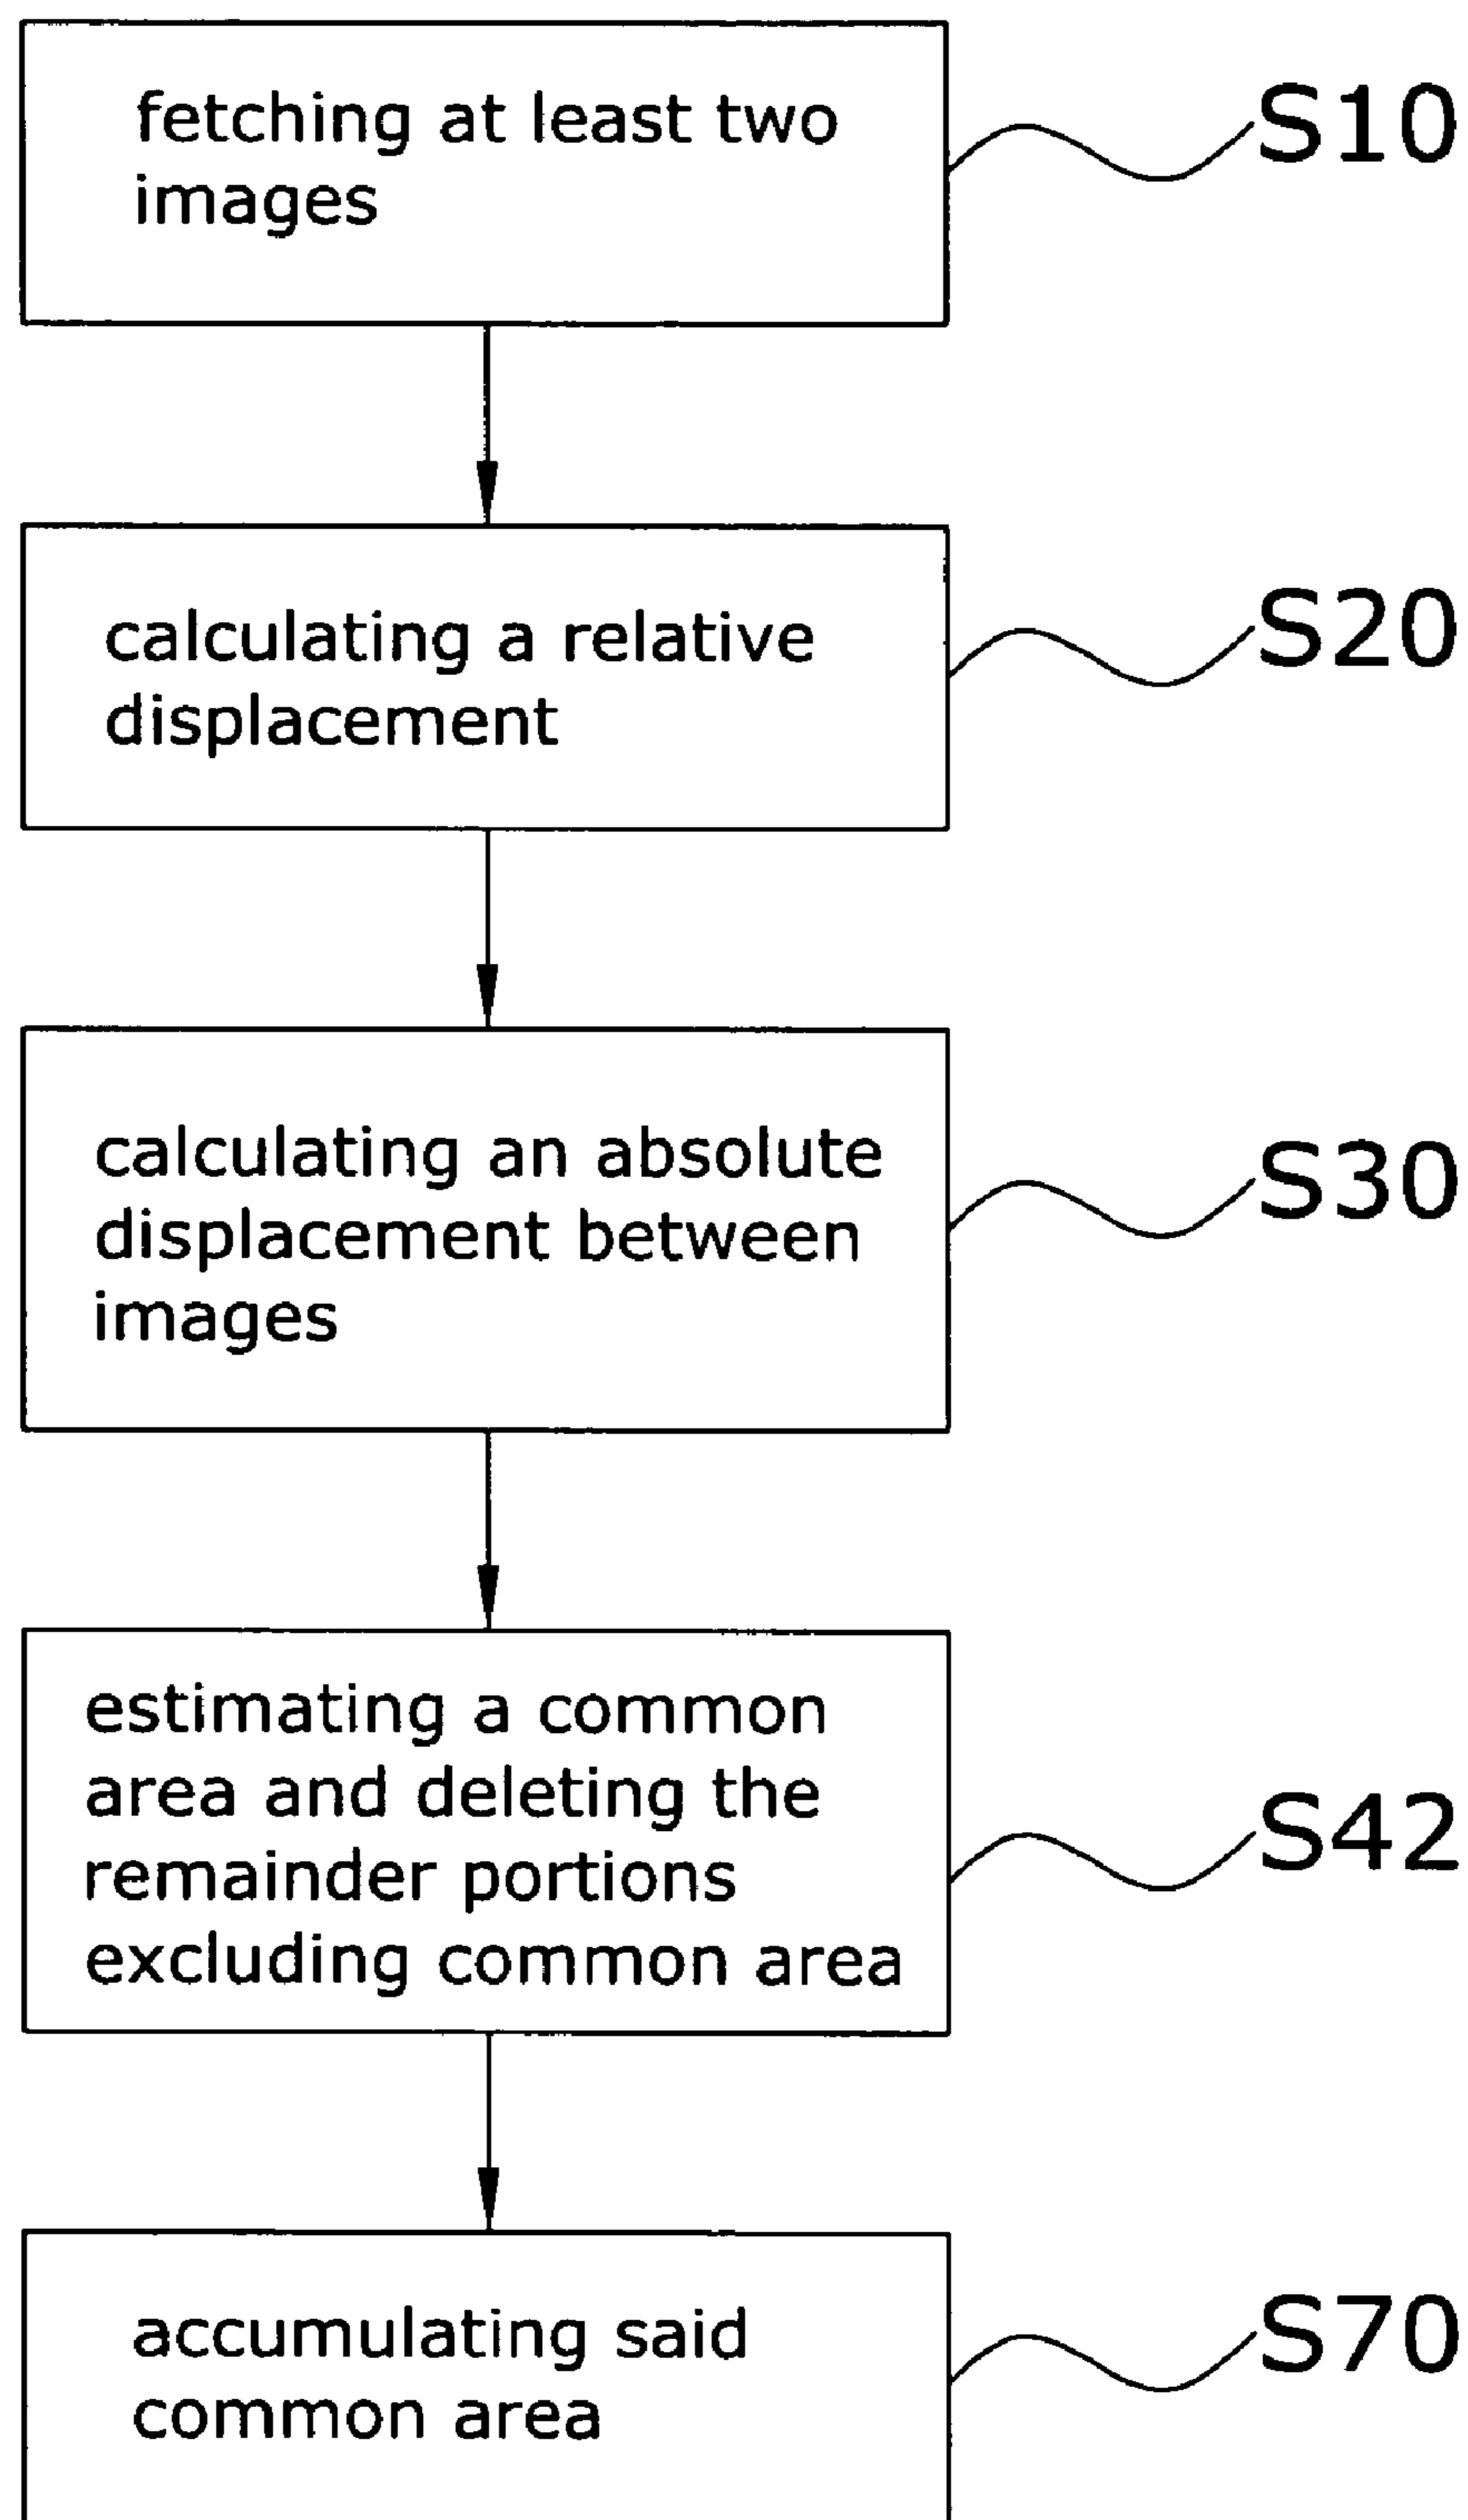 fetching at least two
images
S10
calculating a relative
displacement
S20
calculating an absolute
displacement between
images
S30
estimating a common
area and deleting the
remainder portions
excluding common area
S42
accumulating said
common area
S70